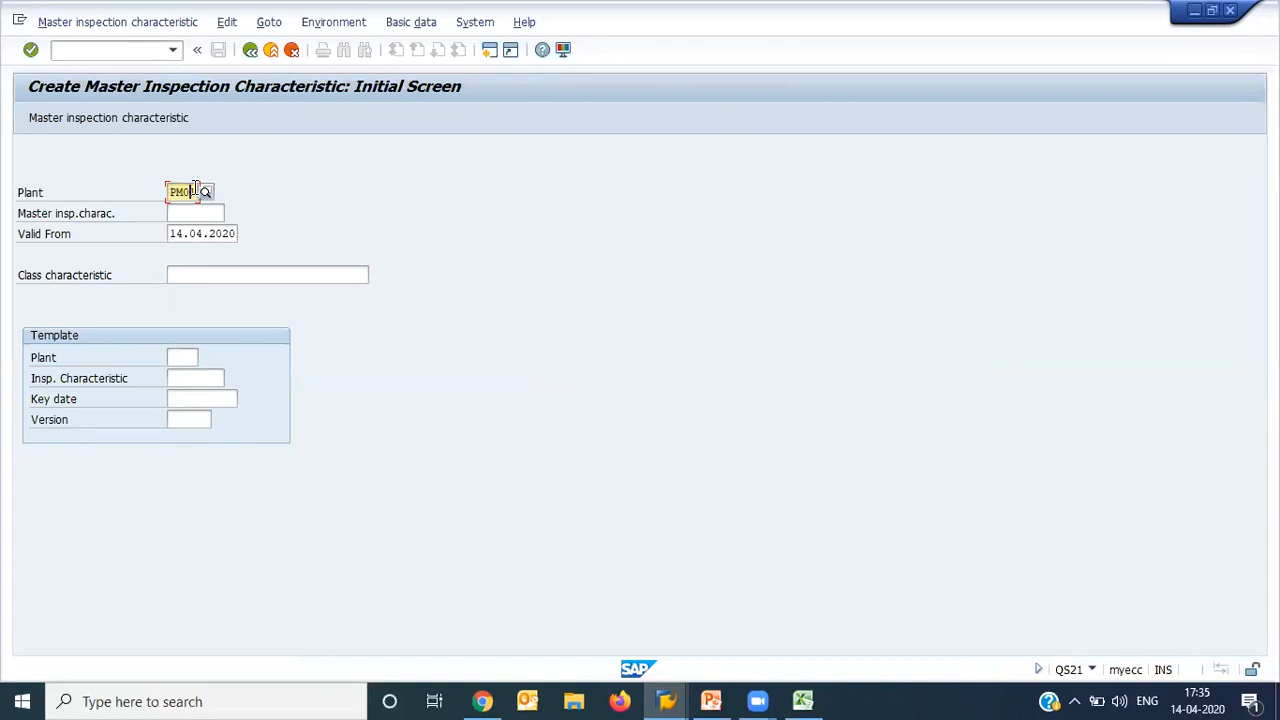 Master inspection characteristic Edit Goto Environment Basic data System Help
Create Master Inspection Characteristic: Initial Screen
Master inspection characteristic
Plant
Master insp.charac.
Valid From 14.04.2020
Class characteristic
Template
Plant
Insp. Characteristic
Key date
Version
SAP
QS21 myecc INS
Type here to search
ENG
17:35
14-04-2020
1